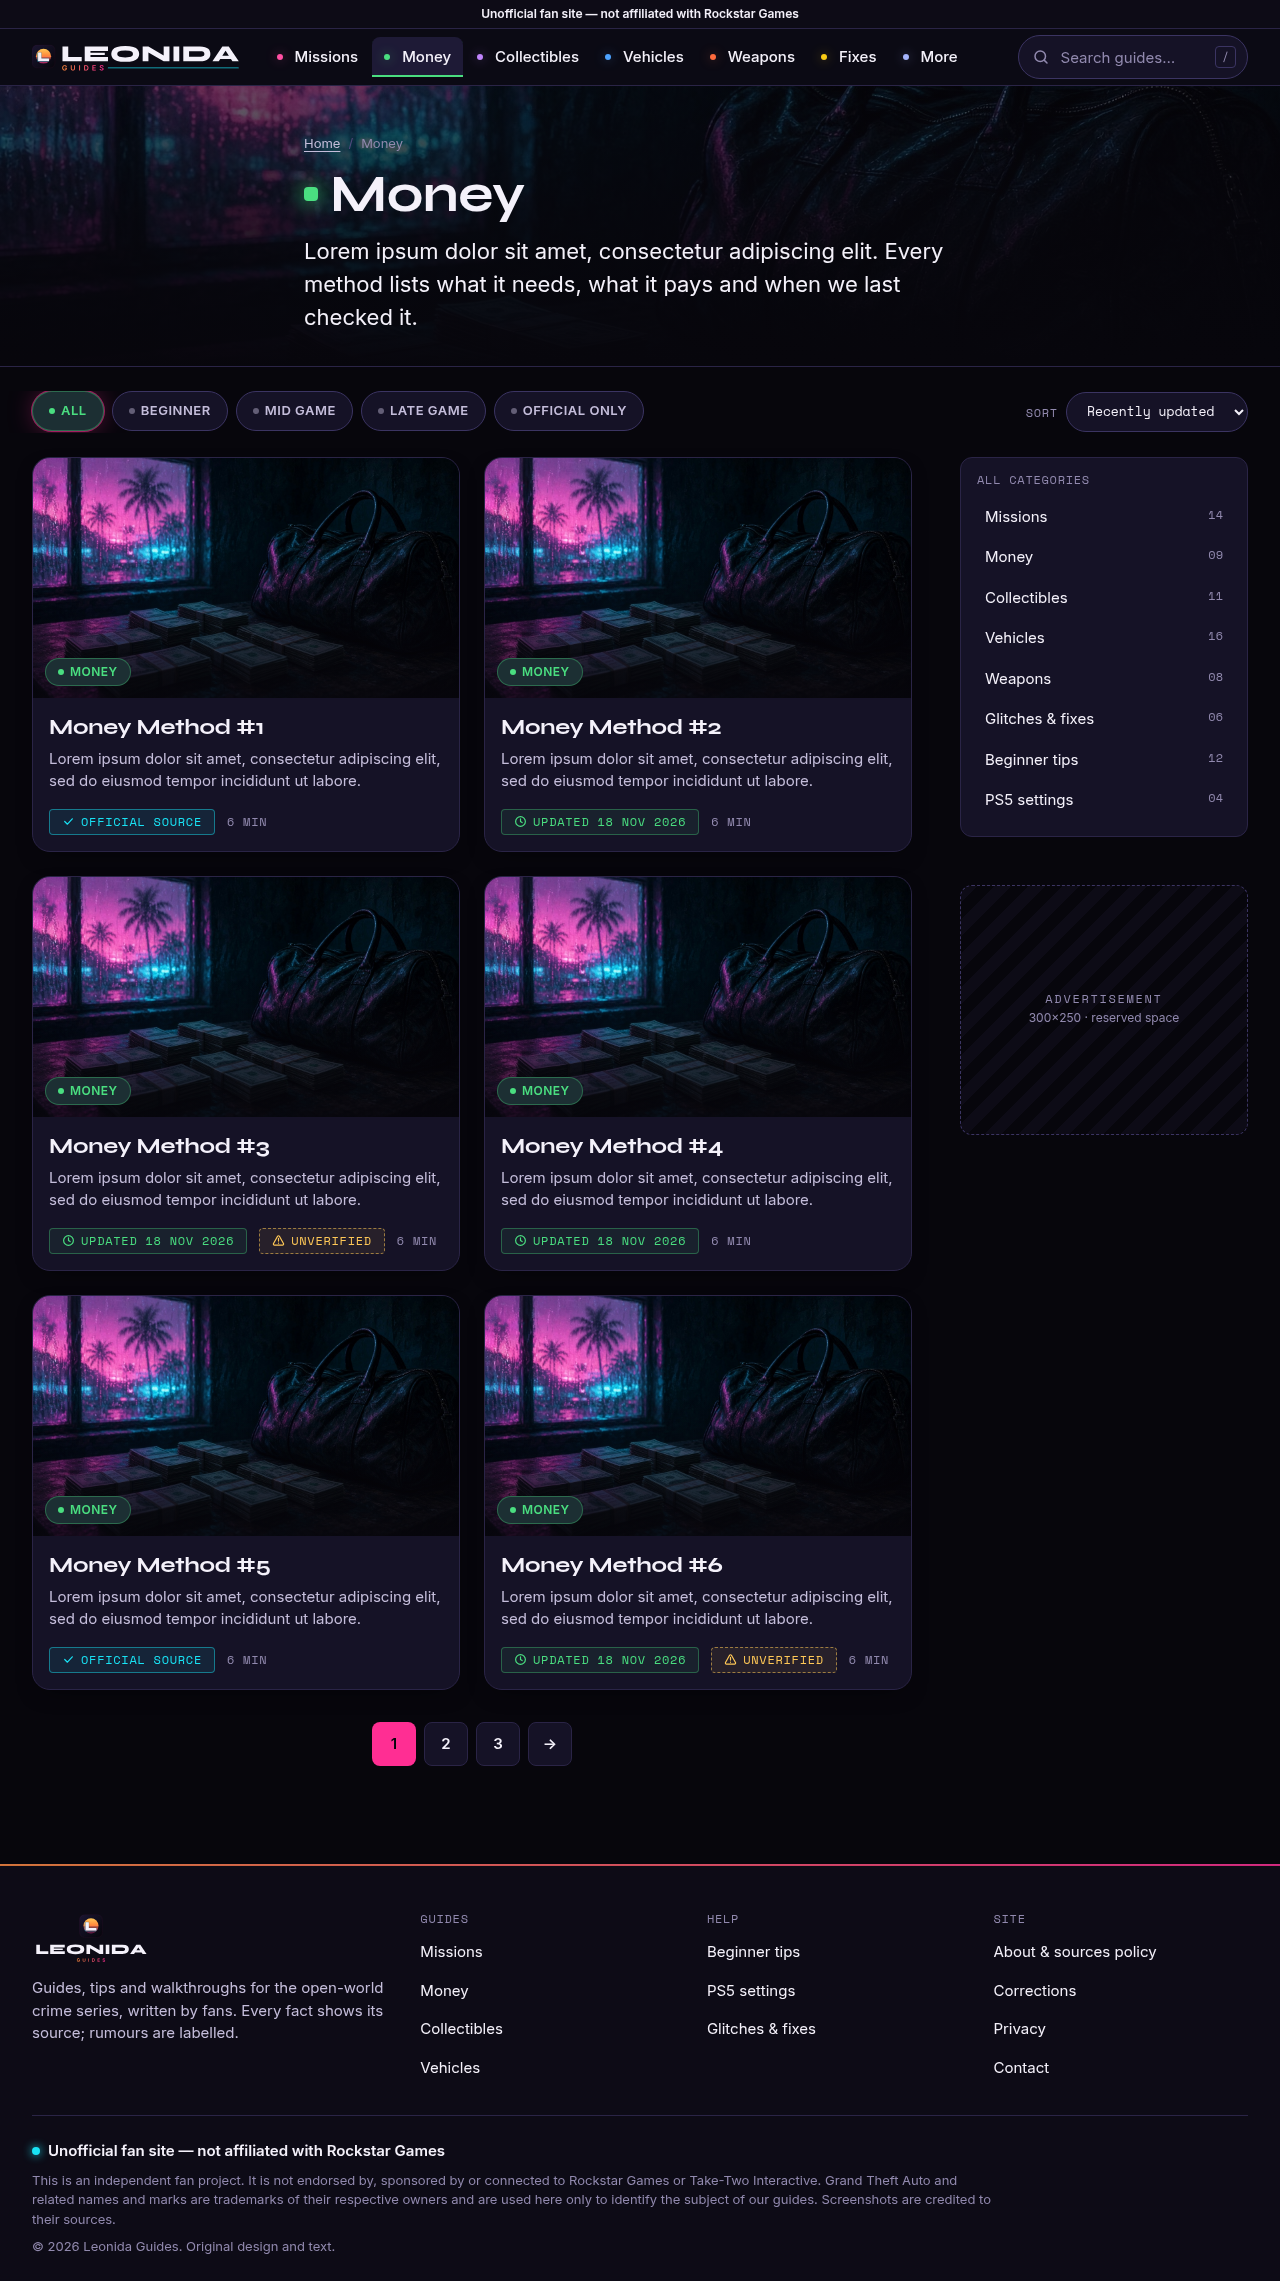 Unofficial fan site — not affiliated with Rockstar Games
LEONIDA
GUIDES
Missions
Money
Collectibles
Vehicles
Weapons
Fixes
More
Search guides...
/
Home / Money
Money
Lorem ipsum dolor sit amet, consectetur adipiscing elit. Every
method lists what it needs, what it pays and when we last
checked it.
ALL
BEGINNER
MID GAME
LATE GAME
OFFICIAL ONLY
SORT
Recently updated
MONEY
Money Method #1
Lorem ipsum dolor sit amet, consectetur adipiscing elit,
sed do eiusmod tempor incididunt ut labore.
OFFICIAL SOURCE 6 MIN
MONEY
Money Method #2
Lorem ipsum dolor sit amet, consectetur adipiscing elit,
sed do eiusmod tempor incididunt ut labore.
UPDATED 18 NOV 2026 6 MIN
MONEY
Money Method #3
Lorem ipsum dolor sit amet, consectetur adipiscing elit,
sed do eiusmod tempor incididunt ut labore.
UPDATED 18 NOV 2026 UNVERIFIED 6 MIN
MONEY
Money Method #4
Lorem ipsum dolor sit amet, consectetur adipiscing elit,
sed do eiusmod tempor incididunt ut labore.
UPDATED 18 NOV 2026 6 MIN
MONEY
Money Method #5
Lorem ipsum dolor sit amet, consectetur adipiscing elit,
sed do eiusmod tempor incididunt ut labore.
OFFICIAL SOURCE 6 MIN
MONEY
Money Method #6
Lorem ipsum dolor sit amet, consectetur adipiscing elit,
sed do eiusmod tempor incididunt ut labore.
UPDATED 18 NOV 2026 UNVERIFIED 6 MIN
1 2 3 →
ALL CATEGORIES
Missions 14
Money 09
Collectibles 11
Vehicles 16
Weapons 08
Glitches & fixes 06
Beginner tips 12
PS5 settings 04
ADVERTISEMENT
300×250 · reserved space
LEONIDA
GUIDES
Guides, tips and walkthroughs for the open-world
crime series, written by fans. Every fact shows its
source; rumours are labelled.
GUIDES
Missions
Money
Collectibles
Vehicles
HELP
Beginner tips
PS5 settings
Glitches & fixes
SITE
About & sources policy
Corrections
Privacy
Contact
Unofficial fan site — not affiliated with Rockstar Games
This is an independent fan project. It is not endorsed by, sponsored by or connected to Rockstar Games or Take-Two Interactive. Grand Theft Auto and
related names and marks are trademarks of their respective owners and are used here only to identify the subject of our guides. Screenshots are credited to
their sources.
© 2026 Leonida Guides. Original design and text.